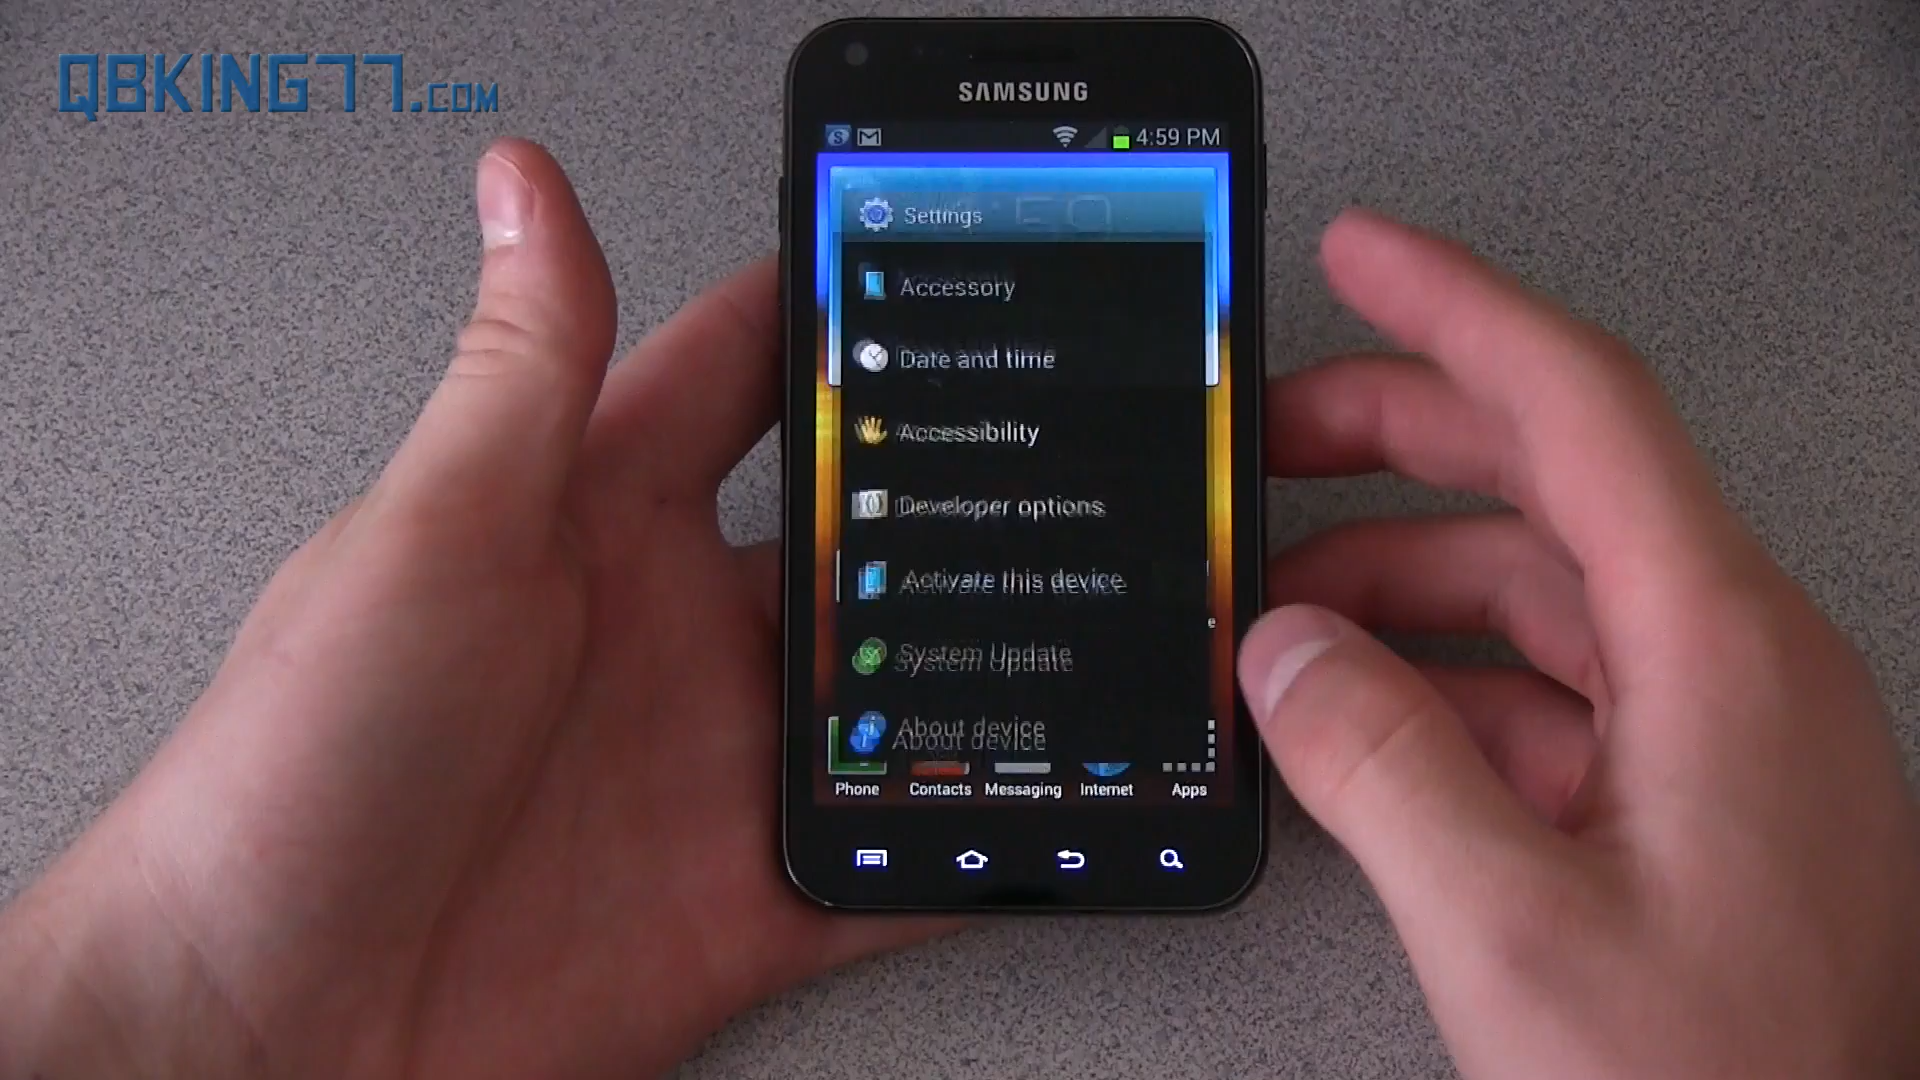 QBKING77.COM
SAMSUNG
4:59 PM
Settings
Accessory
Date and time
Accessibility
Developer options
Activate this device
System Update
About device
e
Phone Contacts Messaging Internet Apps